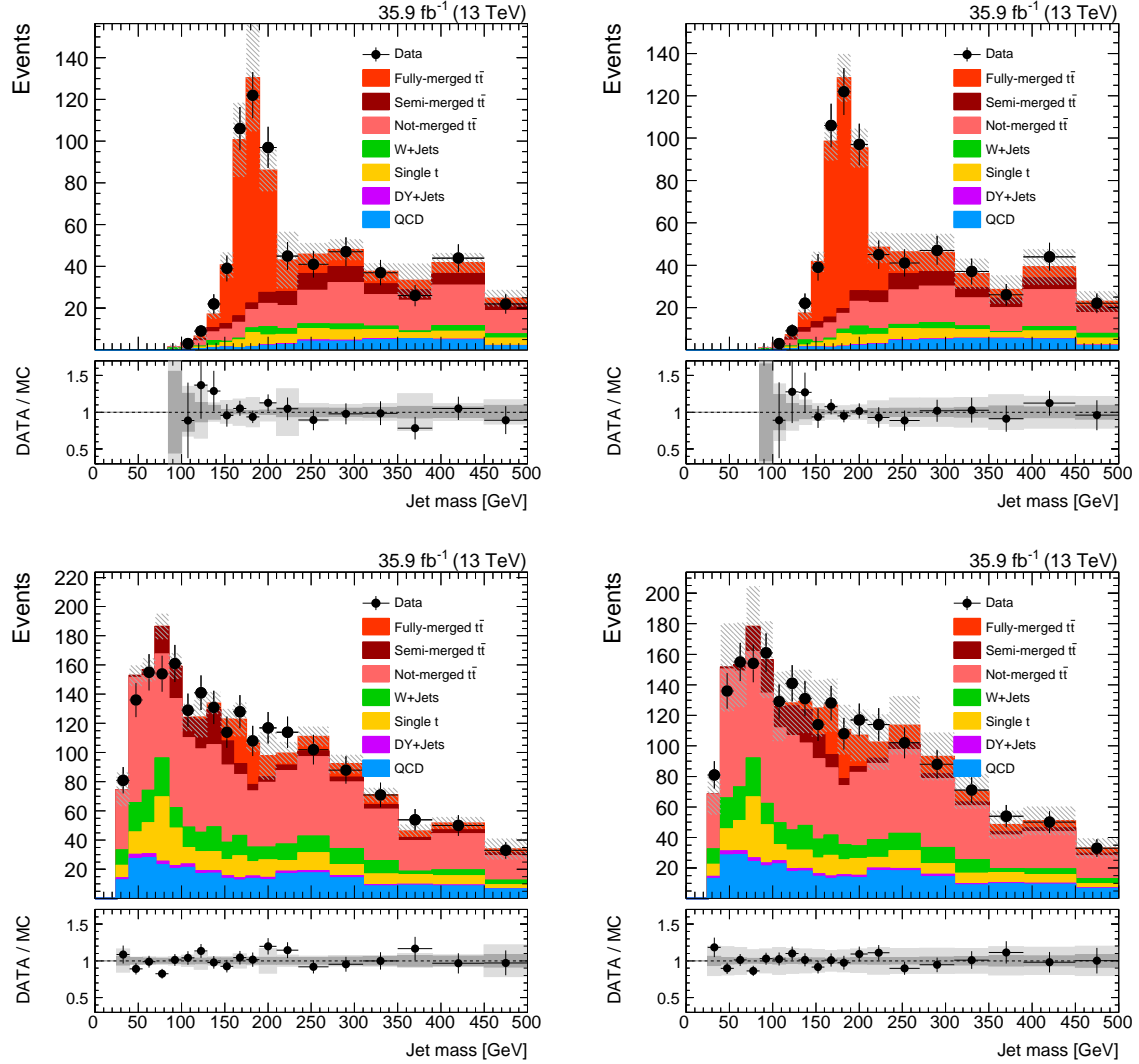 35.9 fb⁻¹ (13 TeV)
Events
140
120
100
80
60
40
20
Data
Fully-merged tt̄
Semi-merged tt̄
Not-merged tt̄
W+Jets
Single t
DY+Jets
QCD
DATA / MC
1.5
1
0.5
0 50 100 150 200 250 300 350 400 450 500
Jet mass [GeV]
35.9 fb⁻¹ (13 TeV)
Events
140
120
100
80
60
40
20
Data
Fully-merged tt̄
Semi-merged tt̄
Not-merged tt̄
W+Jets
Single t
DY+Jets
QCD
DATA / MC
1.5
1
0.5
0 50 100 150 200 250 300 350 400 450 500
Jet mass [GeV]
35.9 fb⁻¹ (13 TeV)
Events
220
200
180
160
140
120
100
80
60
40
20
Data
Fully-merged tt̄
Semi-merged tt̄
Not-merged tt̄
W+Jets
Single t
DY+Jets
QCD
DATA / MC
1.5
1
0.5
0 50 100 150 200 250 300 350 400 450 500
Jet mass [GeV]
35.9 fb⁻¹ (13 TeV)
Events
200
180
160
140
120
100
80
60
40
20
Data
Fully-merged tt̄
Semi-merged tt̄
Not-merged tt̄
W+Jets
Single t
DY+Jets
QCD
DATA / MC
1.5
1
0.5
0 50 100 150 200 250 300 350 400 450 500
Jet mass [GeV]